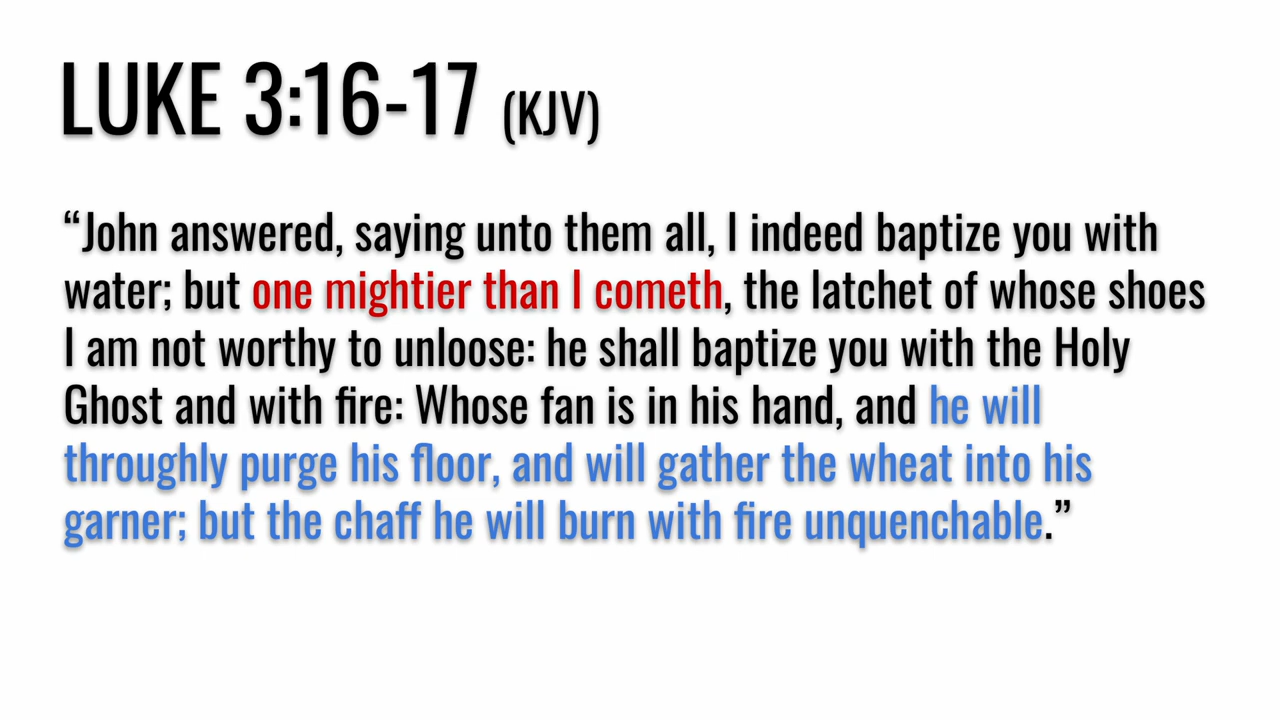 LUKE 3:16-17 (KJV)
“John answered, saying unto them all, I indeed baptize you with
water; but one mightier than I cometh, the latchet of whose shoes
I am not worthy to unloose: he shall baptize you with the Holy
Ghost and with fire: Whose fan is in his hand, and he will
throughly purge his floor, and will gather the wheat into his
garner; but the chaff he will burn with fire unquenchable.”